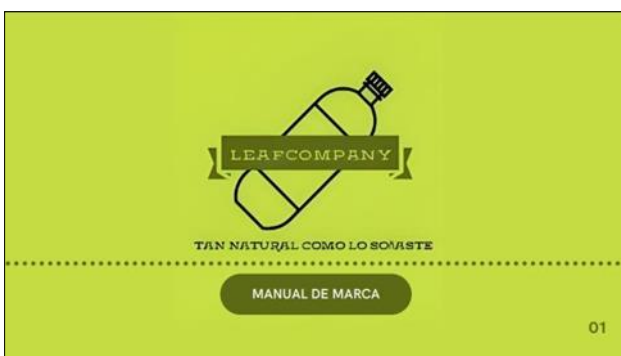 LEAFCOMPANY
TAN NATURAL COMO LO SOÑASTE
MANUAL DE MARCA
01